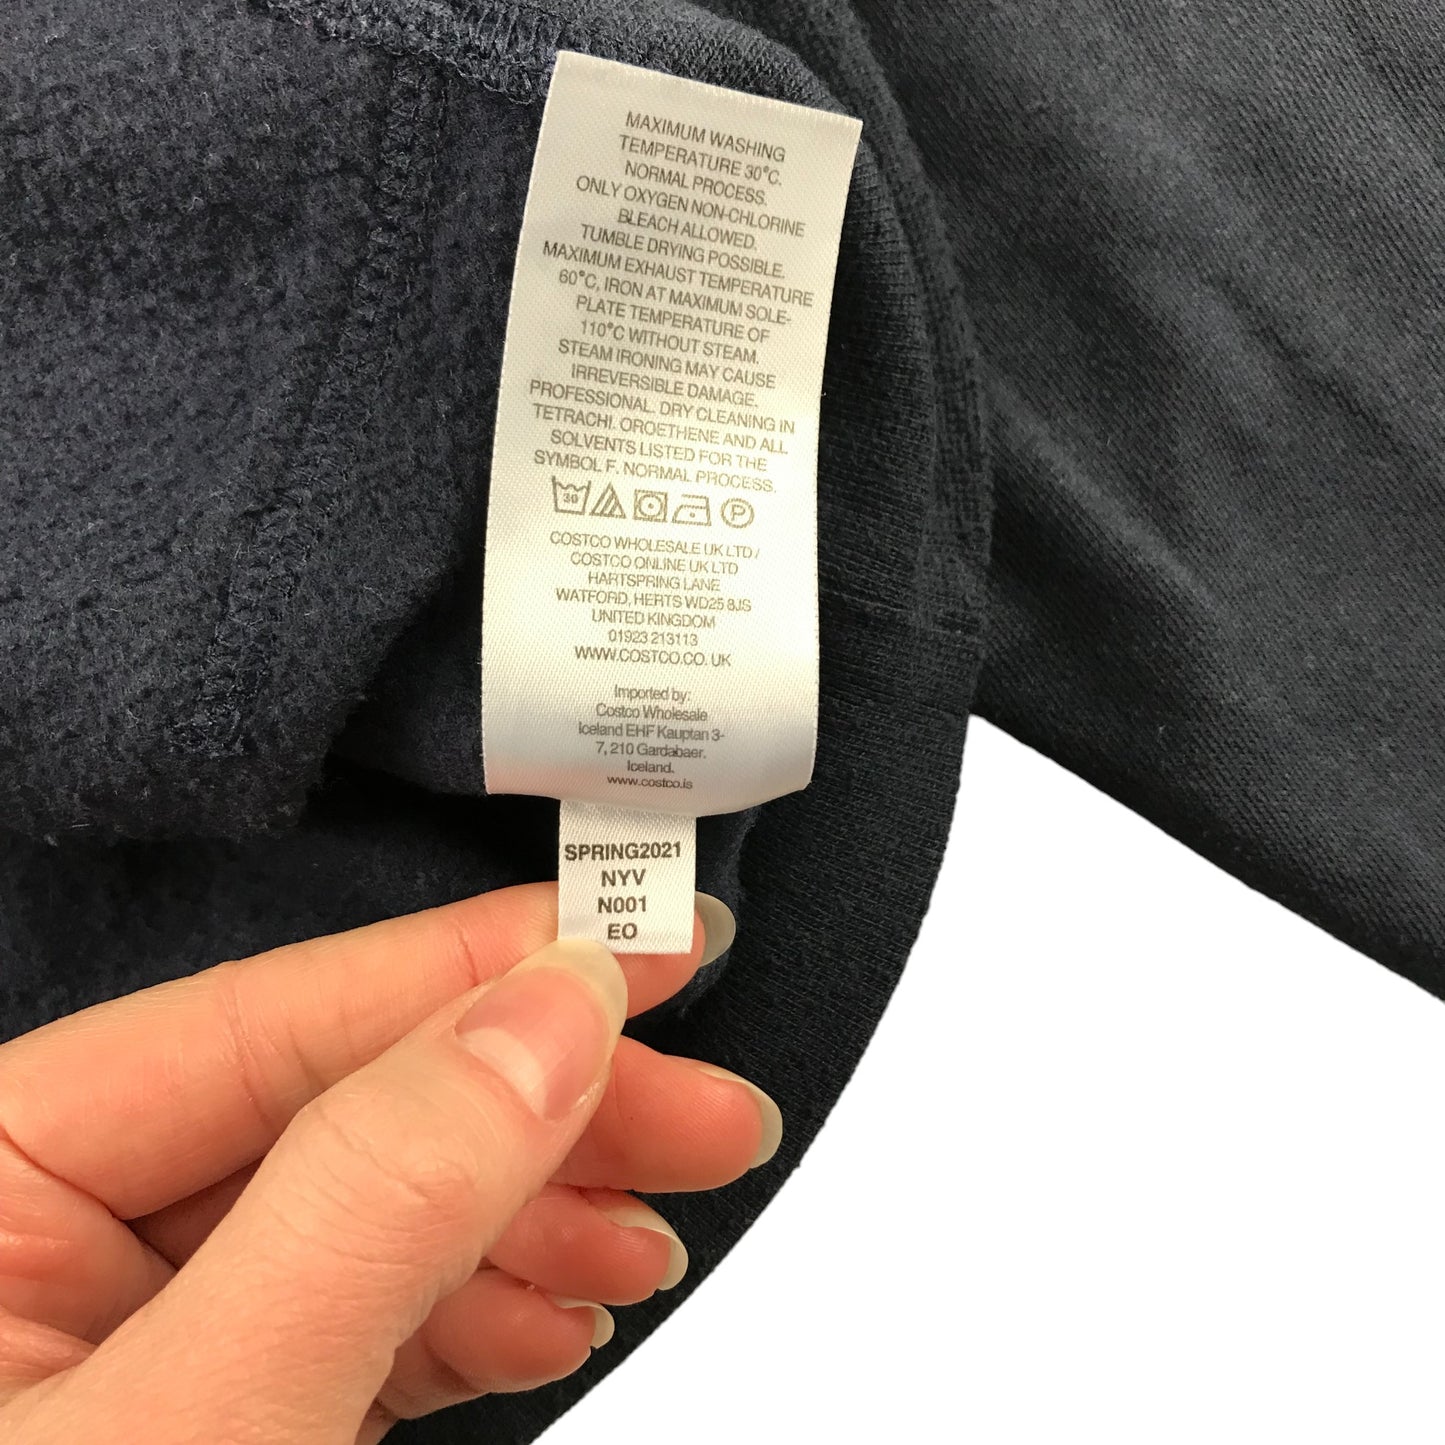 MAXIMUM WASHING
TEMPERATURE 30°C.
NORMAL PROCESS.
ONLY OXYGEN NON-CHLORINE
BLEACH ALLOWED.
TUMBLE DRYING POSSIBLE.
MAXIMUM EXHAUST TEMPERATURE
60°C, IRON AT MAXIMUM SOLE-
PLATE TEMPERATURE OF
110°C WITHOUT STEAM.
STEAM IRONING MAY CAUSE
IRREVERSIBLE DAMAGE.
PROFESSIONAL. DRY CLEANING IN
TETRACHL OROETHENE AND ALL
SOLVENTS LISTED FOR THE
SYMBOL F. NORMAL PROCESS.
30 P
COSTCO WHOLESALE UK LTD /
COSTCO ONLINE UK LTD
HARTSPRING LANE
WATFORD, HERTS WD25 8JS
UNITED KINGDOM
01923 213113
WWW.COSTCO.CO.UK
Imported by:
Costco Wholesale
Iceland EHF Kauptan 3-
7, 210 Gardabaer.
Iceland.
www.costco.is
SPRING2021
NYV
N001
EO